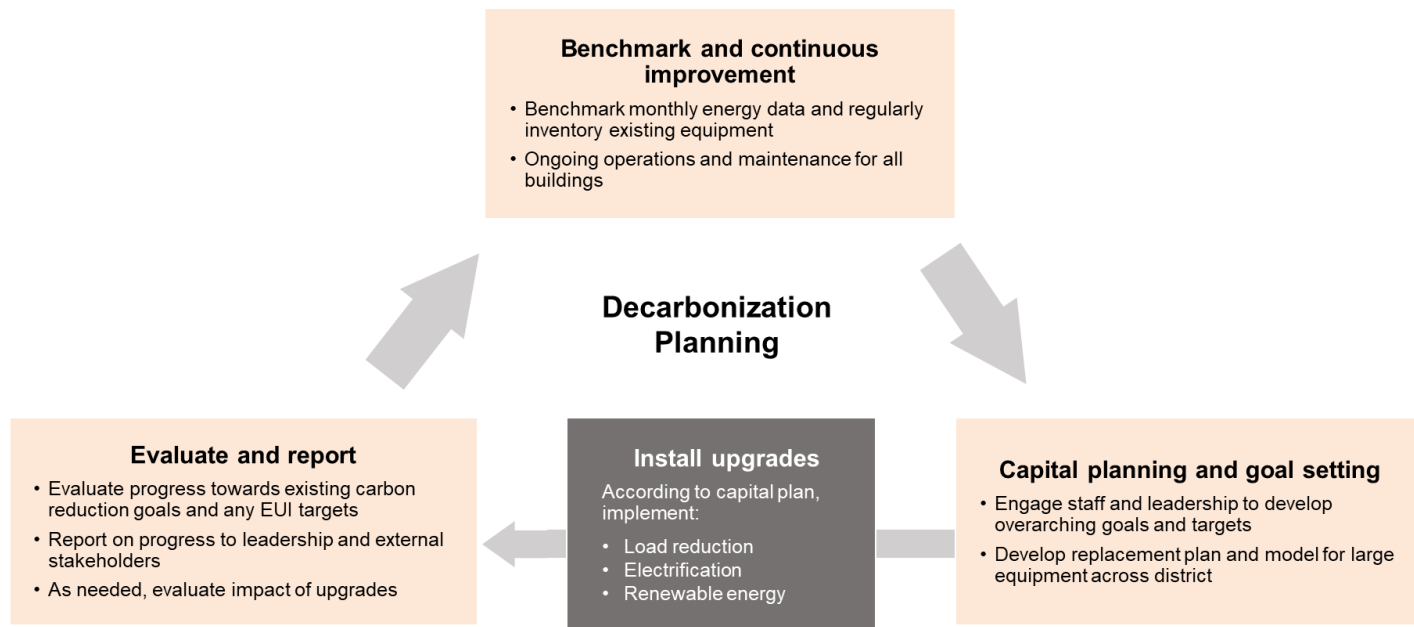 Benchmark and continuous
improvement
• Benchmark monthly energy data and regularly
inventory existing equipment
• Ongoing operations and maintenance for all
buildings
Decarbonization
Planning
Evaluate and report
• Evaluate progress towards existing carbon
reduction goals and any EUI targets
• Report on progress to leadership and external
stakeholders
• As needed, evaluate impact of upgrades
Install upgrades
According to capital plan,
implement:
• Load reduction
• Electrification
• Renewable energy
Capital planning and goal setting
• Engage staff and leadership to develop
overarching goals and targets
• Develop replacement plan and model for large
equipment across district